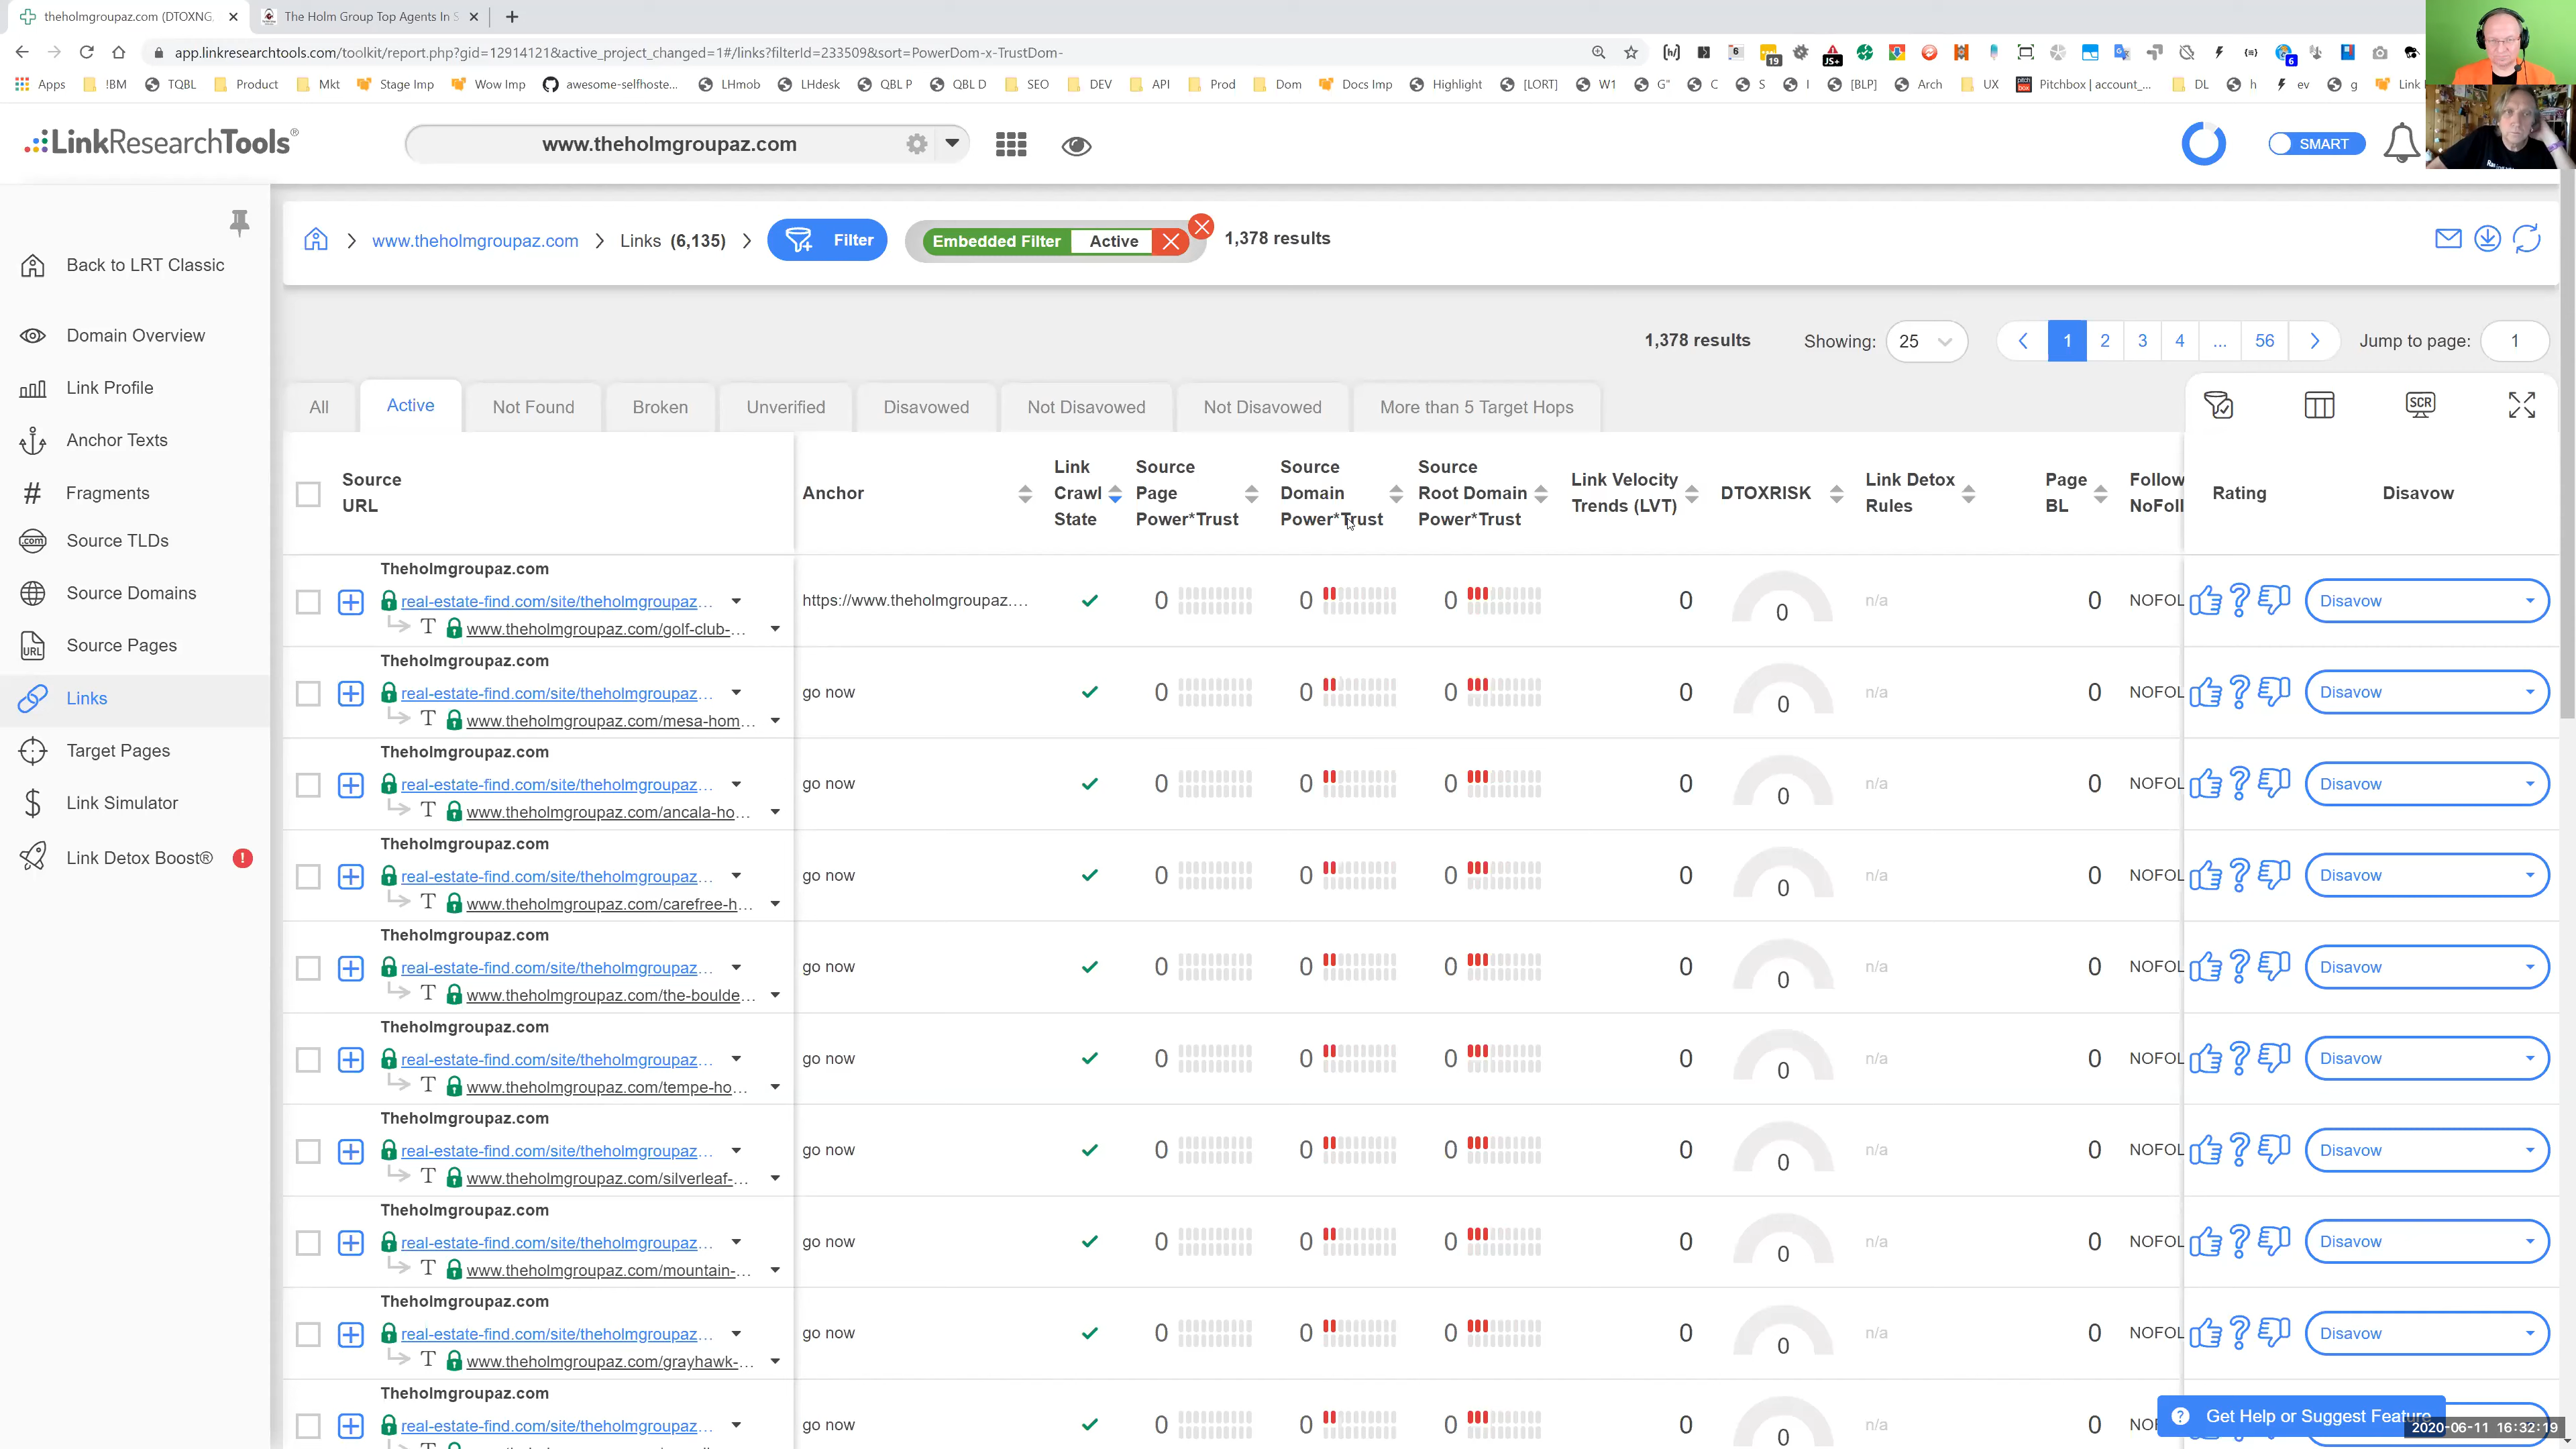 theholmgroupaz.com (DTOXNG
The Holm Group Top Agents In S
app.linkresearchtools.com/toolkit/report.php?gid=12914121&active_project_changed=1#/links?filterId=233509&sort=PowerDom-x-TrustDom-
Apps !BM TQBL Product Mkt Stage Imp Wow Imp awesome-selfhoste... LHmob LHdesk QBL P QBL D SEO DEV API Prod Dom Docs Imp Highlight [LORT] W1 G" C S I [BLP] Arch UX Pitchbox | account_... DL h ev g Link
LinkResearchTools®
www.theholmgroupaz.com
SMART
www.theholmgroupaz.com Links (6,135) Filter Embedded Filter Active 1,378 results
Back to LRT Classic
Domain Overview
Link Profile
Anchor Texts
Fragments
Source TLDs
Source Domains
Source Pages
Links
Target Pages
Link Simulator
Link Detox Boost® !
1,378 results Showing: 25 1 2 3 4 ... 56 Jump to page: 1
All Active Not Found Broken Unverified Disavowed Not Disavowed Not Disavowed More than 5 Target Hops SCR
Source URL Anchor Link Crawl State Source Page Power*Trust Source Domain Power*Trust Source Root Domain Power*Trust Link Velocity Trends (LVT) DTOXRISK Link Detox Rules Page BL Follow NoFoll Rating Disavow
Theholmgroupaz.com
real-estate-find.com/site/theholmgroupaz... https://www.theholmgroupaz.... 0 0 0 0 0 n/a 0 NOFOL Disavow
T www.theholmgroupaz.com/golf-club-...
Theholmgroupaz.com
real-estate-find.com/site/theholmgroupaz... go now 0 0 0 0 0 n/a 0 NOFOL Disavow
T www.theholmgroupaz.com/mesa-hom...
Theholmgroupaz.com
real-estate-find.com/site/theholmgroupaz... go now 0 0 0 0 0 n/a 0 NOFOL Disavow
T www.theholmgroupaz.com/ancala-ho...
Theholmgroupaz.com
real-estate-find.com/site/theholmgroupaz... go now 0 0 0 0 0 n/a 0 NOFOL Disavow
T www.theholmgroupaz.com/carefree-h...
Theholmgroupaz.com
real-estate-find.com/site/theholmgroupaz... go now 0 0 0 0 0 n/a 0 NOFOL Disavow
T www.theholmgroupaz.com/the-boulde...
Theholmgroupaz.com
real-estate-find.com/site/theholmgroupaz... go now 0 0 0 0 0 n/a 0 NOFOL Disavow
T www.theholmgroupaz.com/tempe-ho...
Theholmgroupaz.com
real-estate-find.com/site/theholmgroupaz... go now 0 0 0 0 0 n/a 0 NOFOL Disavow
T www.theholmgroupaz.com/silverleaf-...
Theholmgroupaz.com
real-estate-find.com/site/theholmgroupaz... go now 0 0 0 0 0 n/a 0 NOFOL Disavow
T www.theholmgroupaz.com/mountain-...
Theholmgroupaz.com
real-estate-find.com/site/theholmgroupaz... go now 0 0 0 0 0 n/a 0 NOFOL Disavow
T www.theholmgroupaz.com/grayhawk-...
Theholmgroupaz.com
real-estate-find.com/site/theholmgroupaz... go now 0 0 0 0 0 n/a 0
Get Help or Suggest Feature
2020-06-11 16:32:19